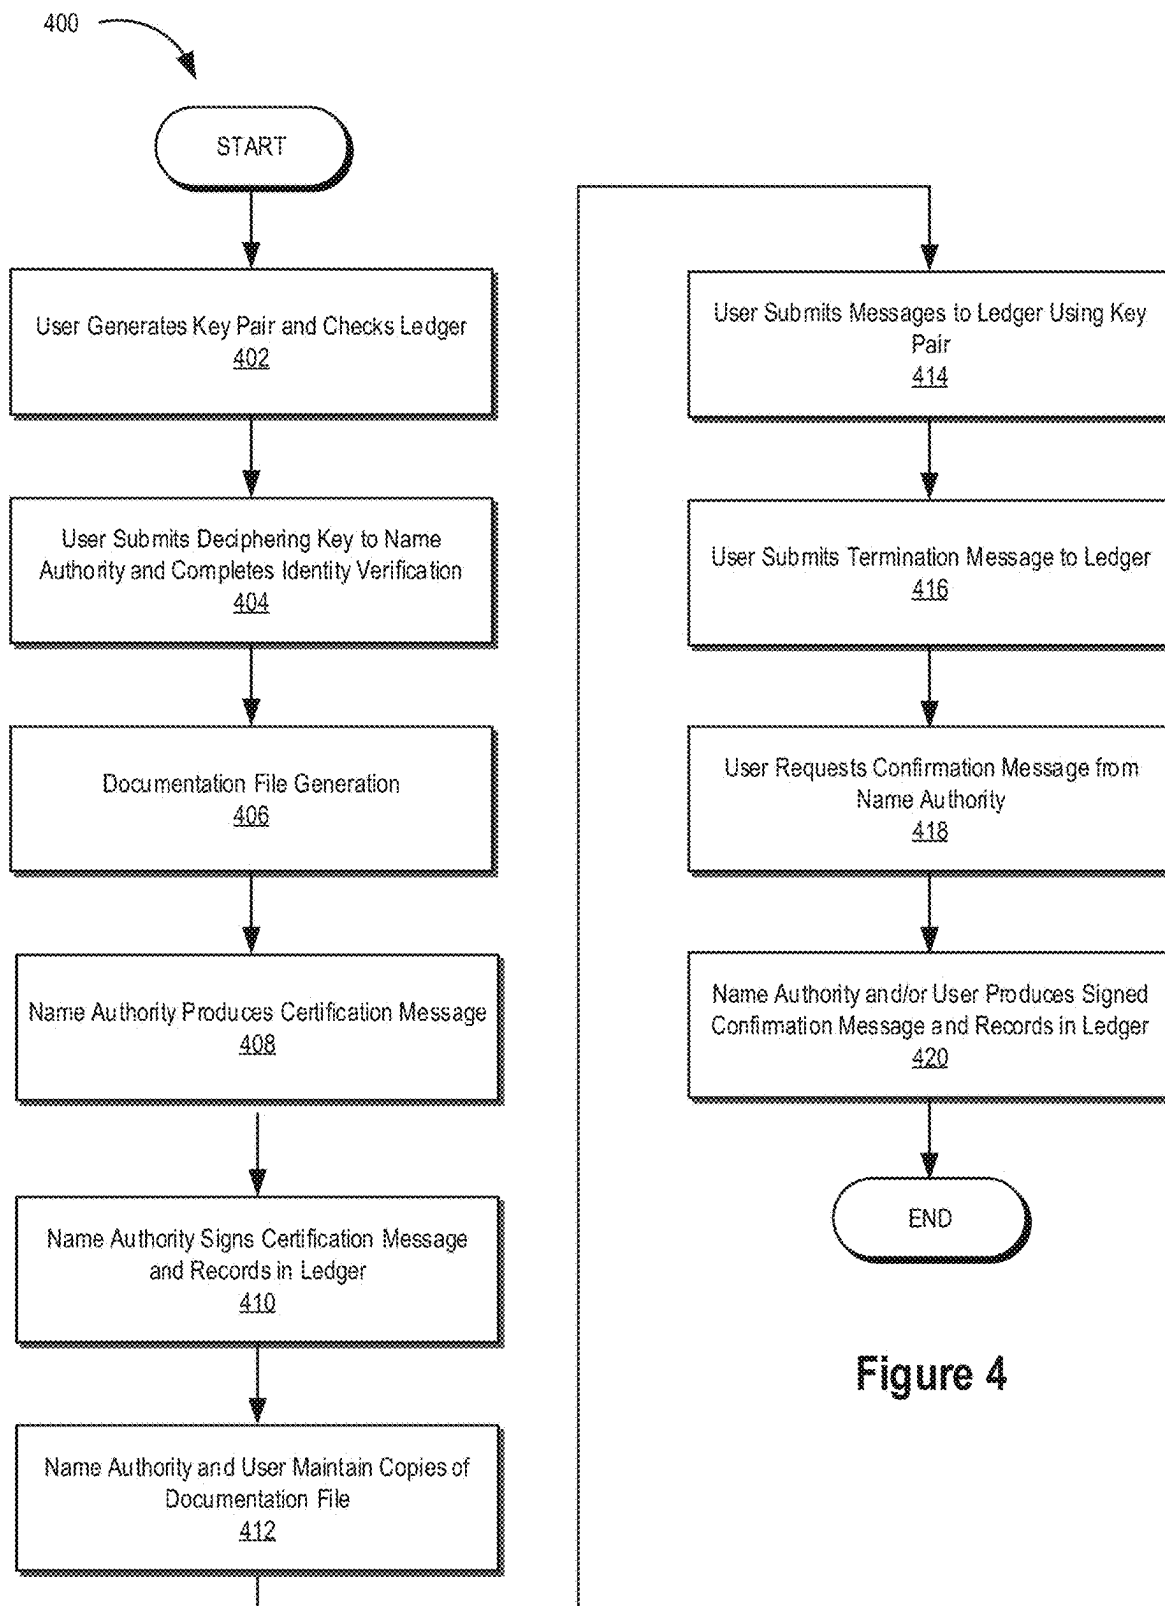 400
START
User Generates Key Pair and Checks Ledger
402
User Submits Deciphering Key to Name
Authority and Completes Identity Verification
404
Documentation File Generation
406
Name Authority Produces Certification Message
408
Name Authority Signs Certification Message
and Records in Ledger
410
Name Authority and User Maintain Copies of
Documentation File
412
User Submits Messages to Ledger Using Key
Pair
414
User Submits Termination Message to Ledger
416
User Requests Confirmation Message from
Name Authority
418
Name Authority and/or User Produces Signed
Confirmation Message and Records in Ledger
420
END
Figure 4